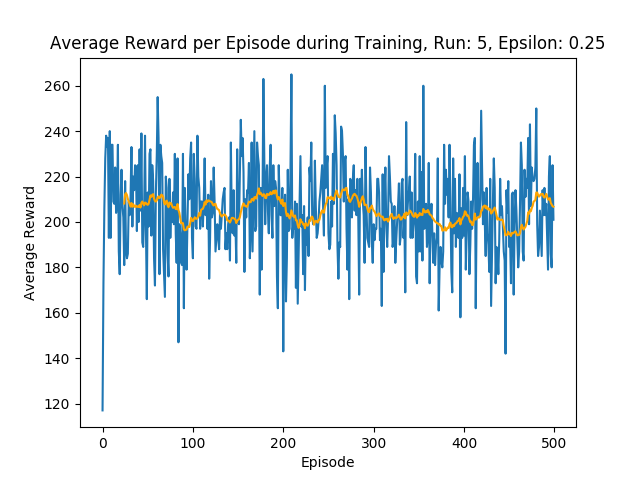 Average Reward per Episode during Training, Run: 5, Epsilon: 0.25
260
240
220
200
180
160
140
120
Average Reward
0 100 200 300 400 500
Episode